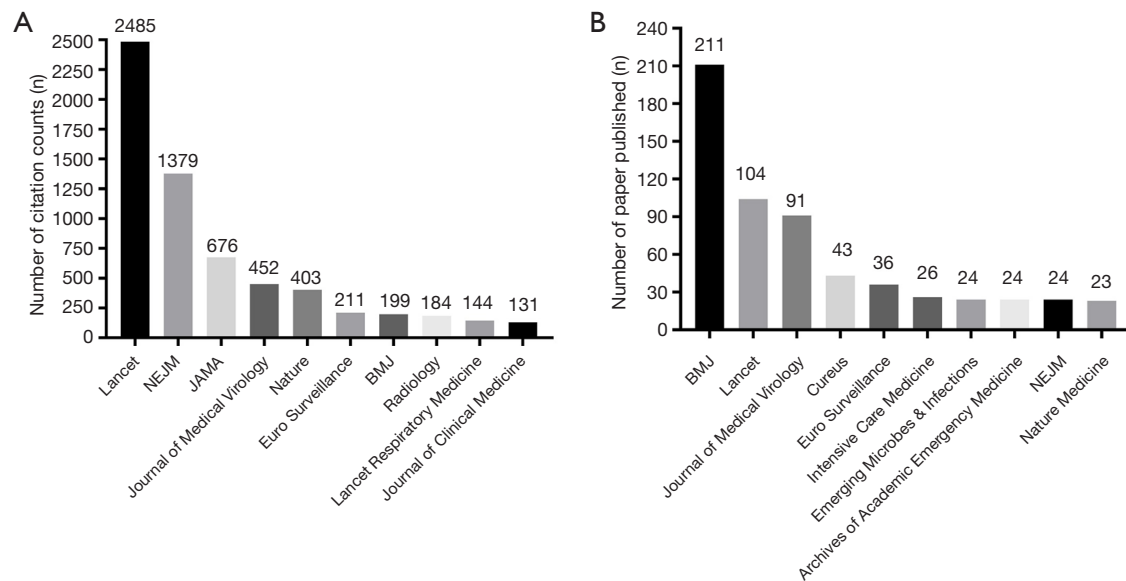 A
Number of citation counts (n)
2500
2250
2000
1750
1500
1250
1000
750
500
250
0
2485
1379
676
452
403
211
199
184
144
131
Lancet
NEJM
JAMA
Journal of Medical Virology
Nature
Euro Surveillance
BMJ
Radiology
Lancet Respiratory Medicine
Journal of Clinical Medicine
B
Number of paper published (n)
240
210
180
150
120
90
60
30
0
211
104
91
43
36
26
24
24
24
23
BMJ
Lancet
Journal of Medical Virology
Cureus
Euro Surveillance
Intensive Care Medicine
Emerging Microbes & Infections
Archives of Academic Emergency Medicine
NEJM
Nature Medicine